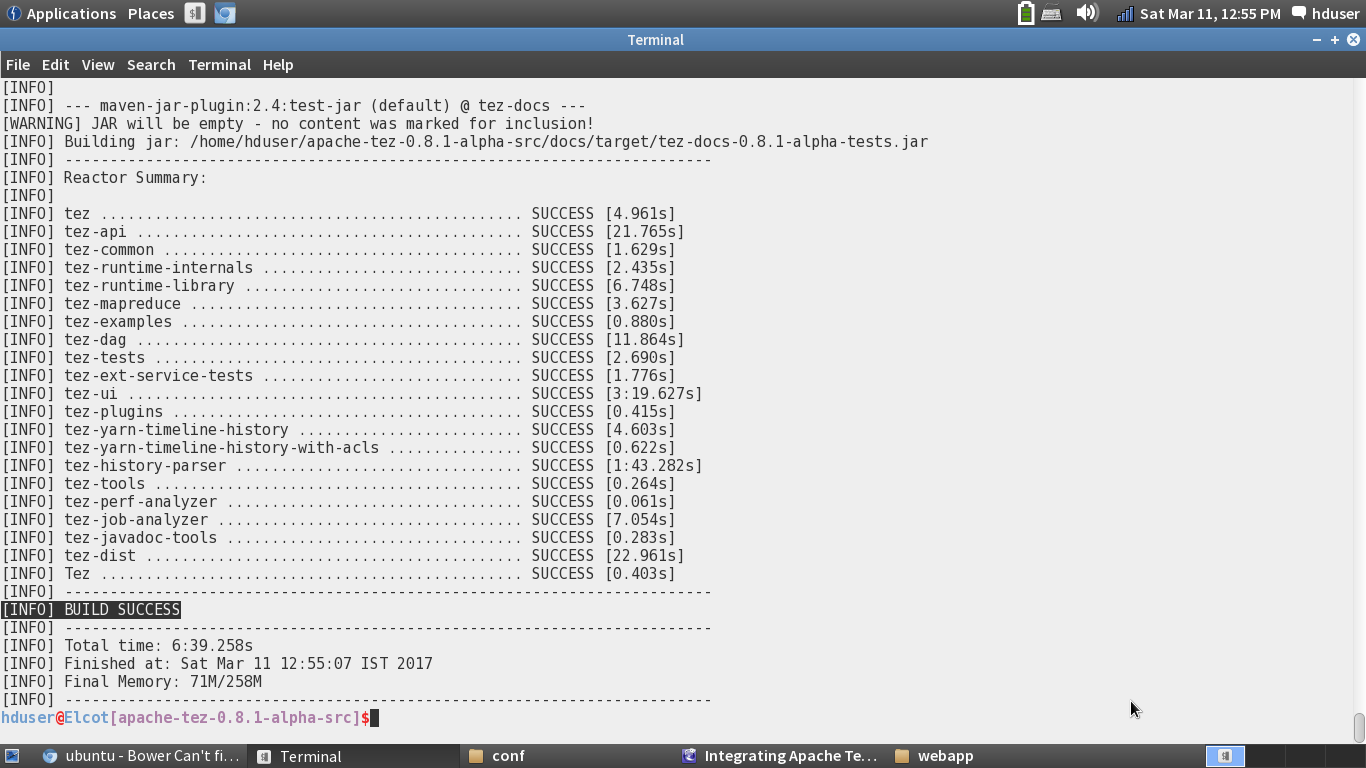 Applications Places Sat Mar 11, 12:55 PM hduser
Terminal
File Edit View Search Terminal Help
[INFO]
[INFO] --- maven-jar-plugin:2.4:test-jar (default) @ tez-docs ---
[WARNING] JAR will be empty - no content was marked for inclusion!
[INFO] Building jar: /home/hduser/apache-tez-0.8.1-alpha-src/docs/target/tez-docs-0.8.1-alpha-tests.jar
[INFO] ------------------------------------------------------------------------
[INFO] Reactor Summary:
[INFO]
[INFO] tez ............................................... SUCCESS [4.961s]
[INFO] tez-api ........................................... SUCCESS [21.765s]
[INFO] tez-common ........................................ SUCCESS [1.629s]
[INFO] tez-runtime-internals ............................. SUCCESS [2.435s]
[INFO] tez-runtime-library ............................... SUCCESS [6.748s]
[INFO] tez-mapreduce ..................................... SUCCESS [3.627s]
[INFO] tez-examples ...................................... SUCCESS [0.880s]
[INFO] tez-dag ........................................... SUCCESS [11.864s]
[INFO] tez-tests ......................................... SUCCESS [2.690s]
[INFO] tez-ext-service-tests ............................. SUCCESS [1.776s]
[INFO] tez-ui ............................................ SUCCESS [3:19.627s]
[INFO] tez-plugins ....................................... SUCCESS [0.415s]
[INFO] tez-yarn-timeline-history ......................... SUCCESS [4.603s]
[INFO] tez-yarn-timeline-history-with-acls ............... SUCCESS [0.622s]
[INFO] tez-history-parser ................................ SUCCESS [1:43.282s]
[INFO] tez-tools ......................................... SUCCESS [0.264s]
[INFO] tez-perf-analyzer ................................. SUCCESS [0.061s]
[INFO] tez-job-analyzer .................................. SUCCESS [7.054s]
[INFO] tez-javadoc-tools ................................. SUCCESS [0.283s]
[INFO] tez-dist .......................................... SUCCESS [22.961s]
[INFO] Tez ............................................... SUCCESS [0.403s]
[INFO] ------------------------------------------------------------------------
[INFO] BUILD SUCCESS
[INFO] ------------------------------------------------------------------------
[INFO] Total time: 6:39.258s
[INFO] Finished at: Sat Mar 11 12:55:07 IST 2017
[INFO] Final Memory: 71M/258M
[INFO] ------------------------------------------------------------------------
hduser@Elcot[apache-tez-0.8.1-alpha-src]$
ubuntu - Bower Can't fi... Terminal conf Integrating Apache Te... webapp